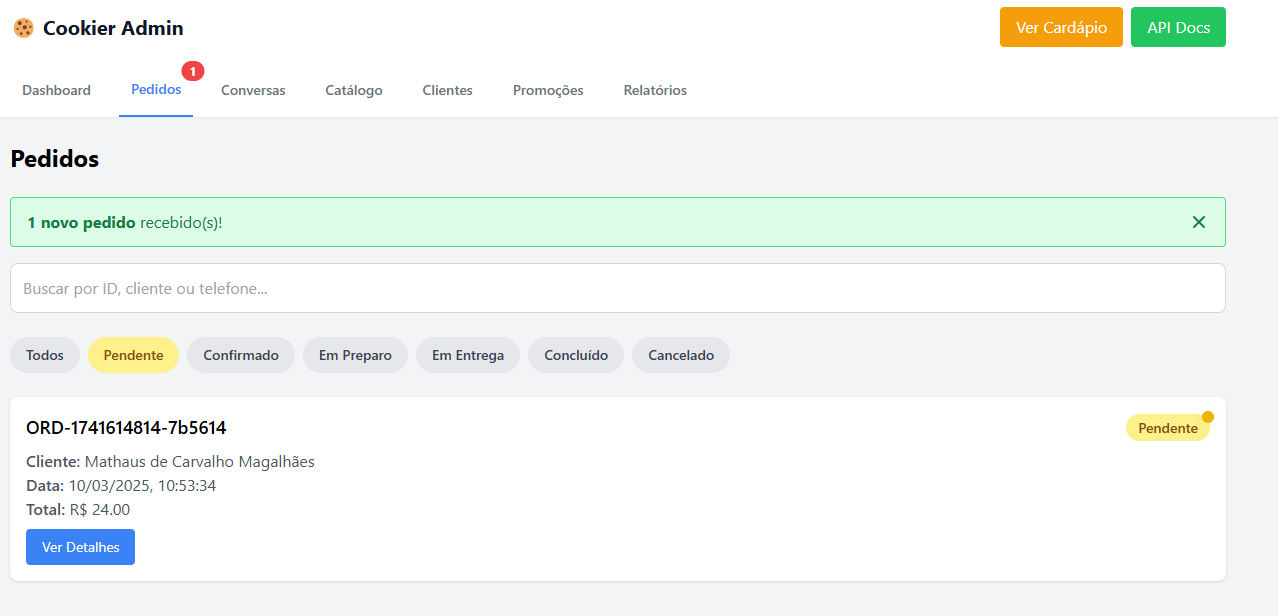 Cookier Admin
Ver Cardápio
API Docs
Dashboard
Pedidos
1
Conversas
Catálogo
Clientes
Promoções
Relatórios
Pedidos
1 novo pedido recebido(s)!
Buscar por ID, cliente ou telefone...
Todos
Pendente
Confirmado
Em Preparo
Em Entrega
Concluído
Cancelado
ORD-1741614814-7b5614
Pendente
Cliente: Mathaus de Carvalho Magalhães
Data: 10/03/2025, 10:53:34
Total: R$ 24.00
Ver Detalhes